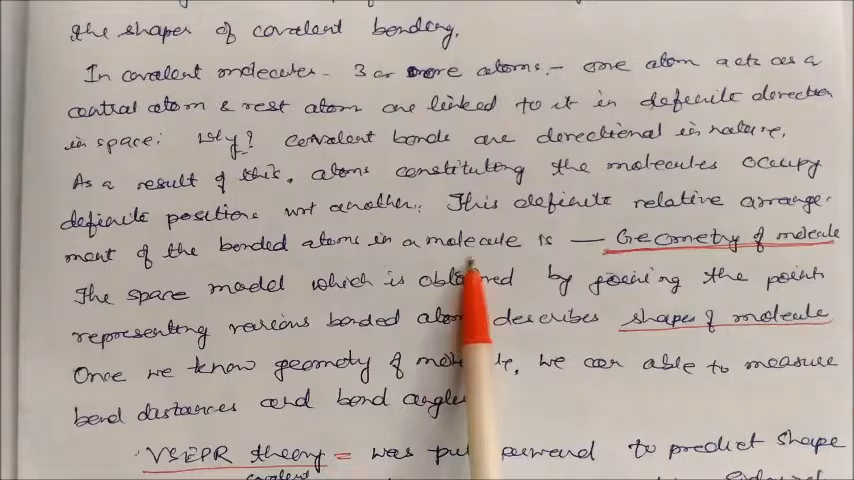 the shapes of covalent bonding.
In covalent molecules - 3 or more atoms - one atom acts as a
central atom & rest atom are linked to it in definite direction
in space. Why? covalent bonds are directional in nature.
As a result of this, atoms constituting the molecules occupy
definite positions wrt another. This definite relative arrange-
ment of the bonded atoms in a molecule is — Geometry of molecule
The space model which is obtained by joining the points
representing various bonded atom describes shapes of molecule
Once we know geometry of we can able to measure
bond distances and bond angle
VSEPR theory = was put forward to predict shape
covalent